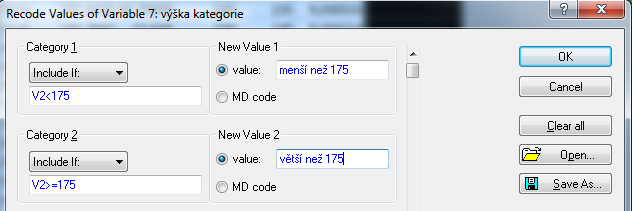 Recode Values of Variable 7: výška kategorie
Category 1
Include If:
V2<175
New Value 1
value: menší než 175
MD code
Category 2
Include If:
V2>=175
New Value 2
value: větší než 175
MD code
OK
Cancel
Clear all
Open...
Save As...